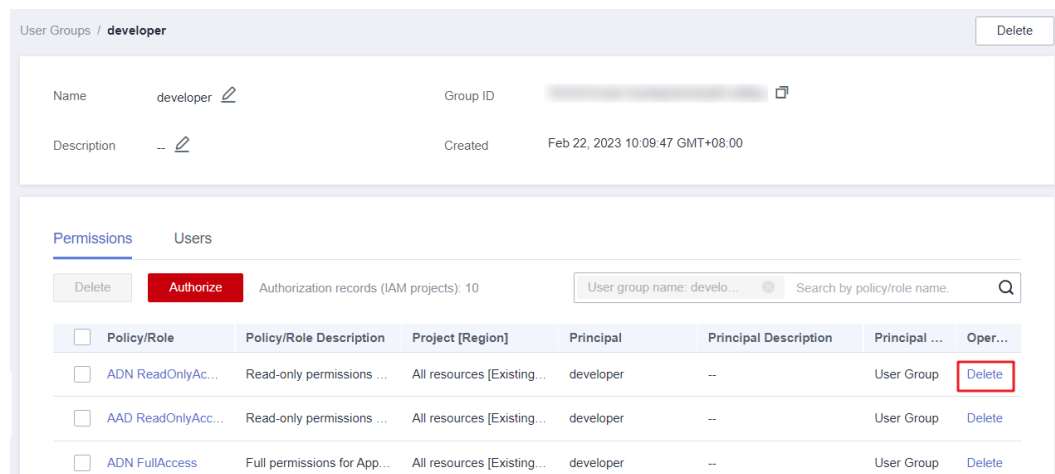 User Groups / developer
Delete
Name developer Group ID
Description -- Created Feb 22, 2023 10:09:47 GMT+08:00
Permissions Users
Delete Authorize Authorization records (IAM projects): 10 User group name: develo... Search by policy/role name.
Policy/Role Policy/Role Description Project [Region] Principal Principal Description Principal ... Oper...
ADN ReadOnlyAc... Read-only permissions ... All resources [Existing... developer -- User Group Delete
AAD ReadOnlyAcc... Read-only permissions ... All resources [Existing... developer -- User Group Delete
ADN FullAccess Full permissions for App... All resources [Existing... developer -- User Group Delete